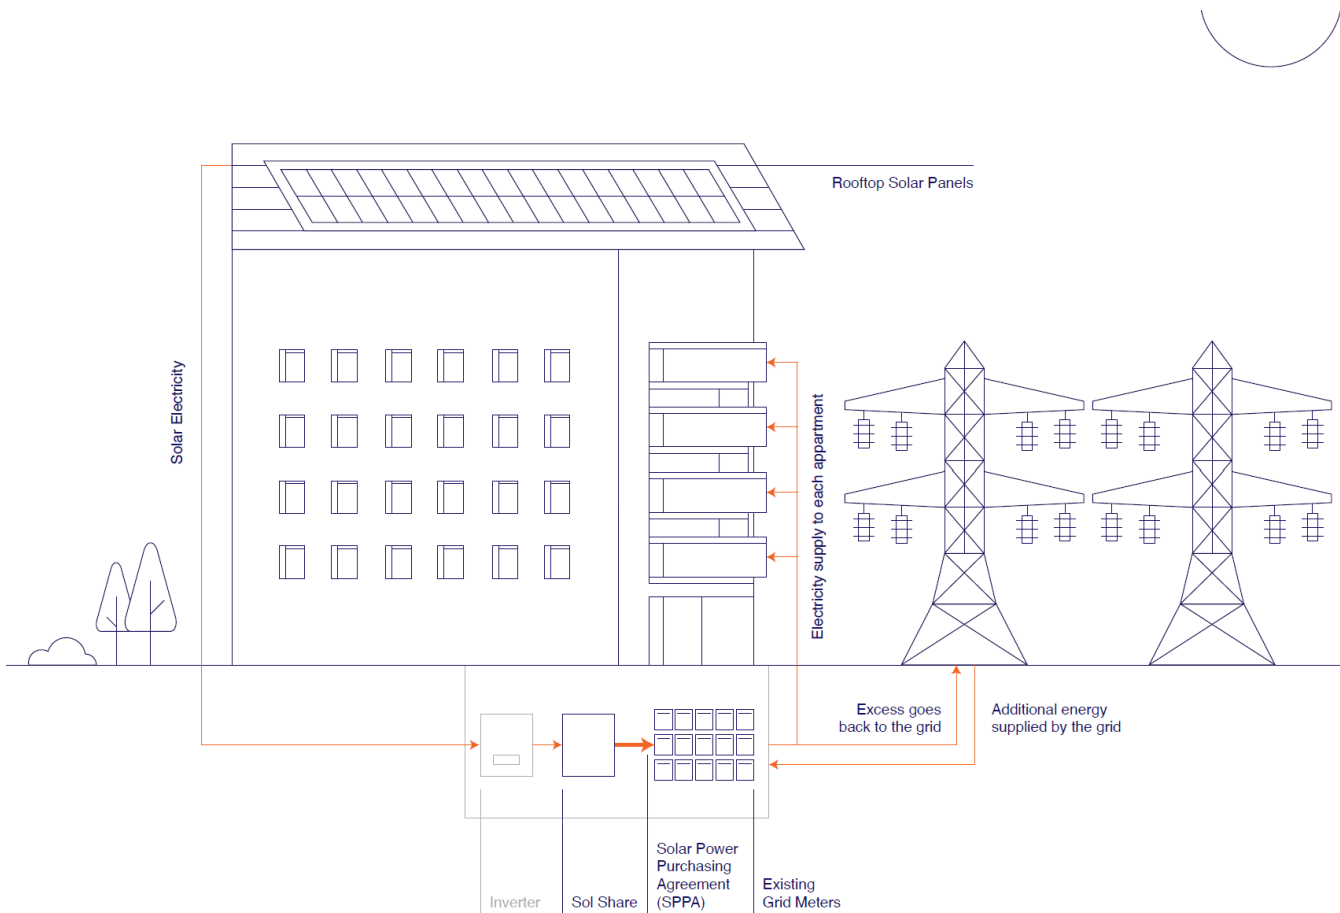 Rooftop Solar Panels
Solar Electricity
Electricity supply to each appartment
Excess goes
back to the grid
Additional energy
supplied by the grid
Inverter
Sol Share
Solar Power
Purchasing
Agreement
(SPPA)
Existing
Grid Meters